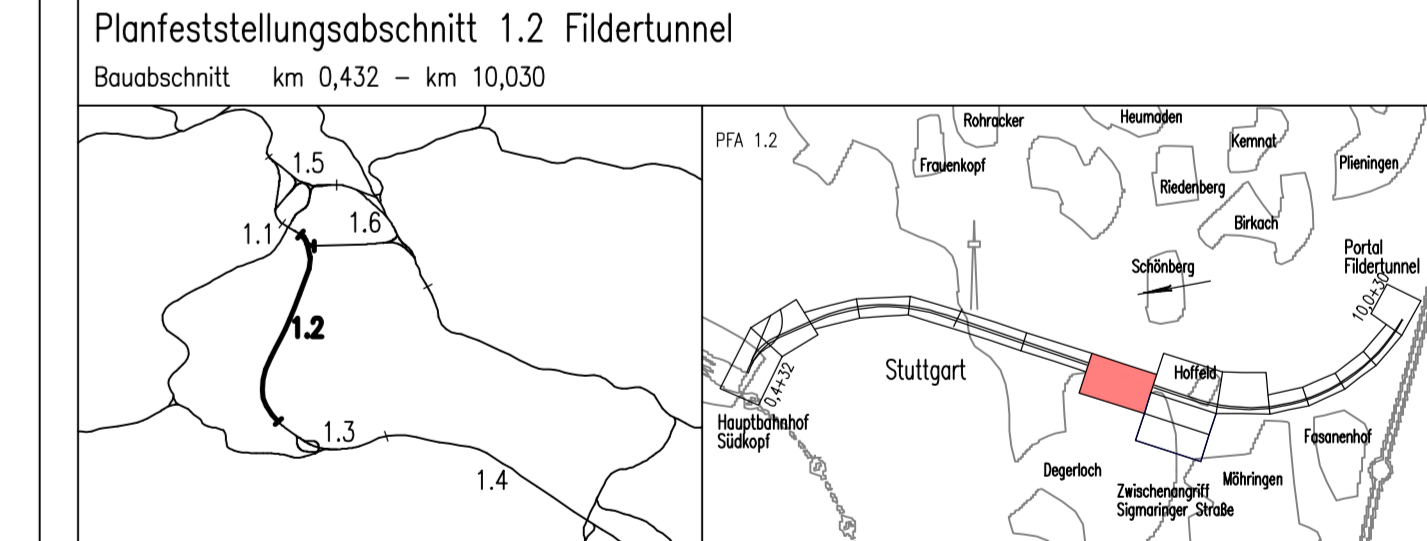 Planfeststellungsabschnitt 1.2 Fildertunnel
Bauabschnitt km 0,432 – km 10,030
1.5
1.6
1.1
1.2
1.3
1.4
PFA 1.2
Rohracker
Heumaden
Kemnat
Frauenkopf
Plieningen
Riedenberg
Birkach
Portal
Fildertunnel
Schönberg
10,0+30
Stuttgart
Hoffeld
0,4+32
Hauptbahnhof
Südkopf
Fasanenhof
Degerloch
Möhringen
Zwischenangriff
Sigmaringer Straße